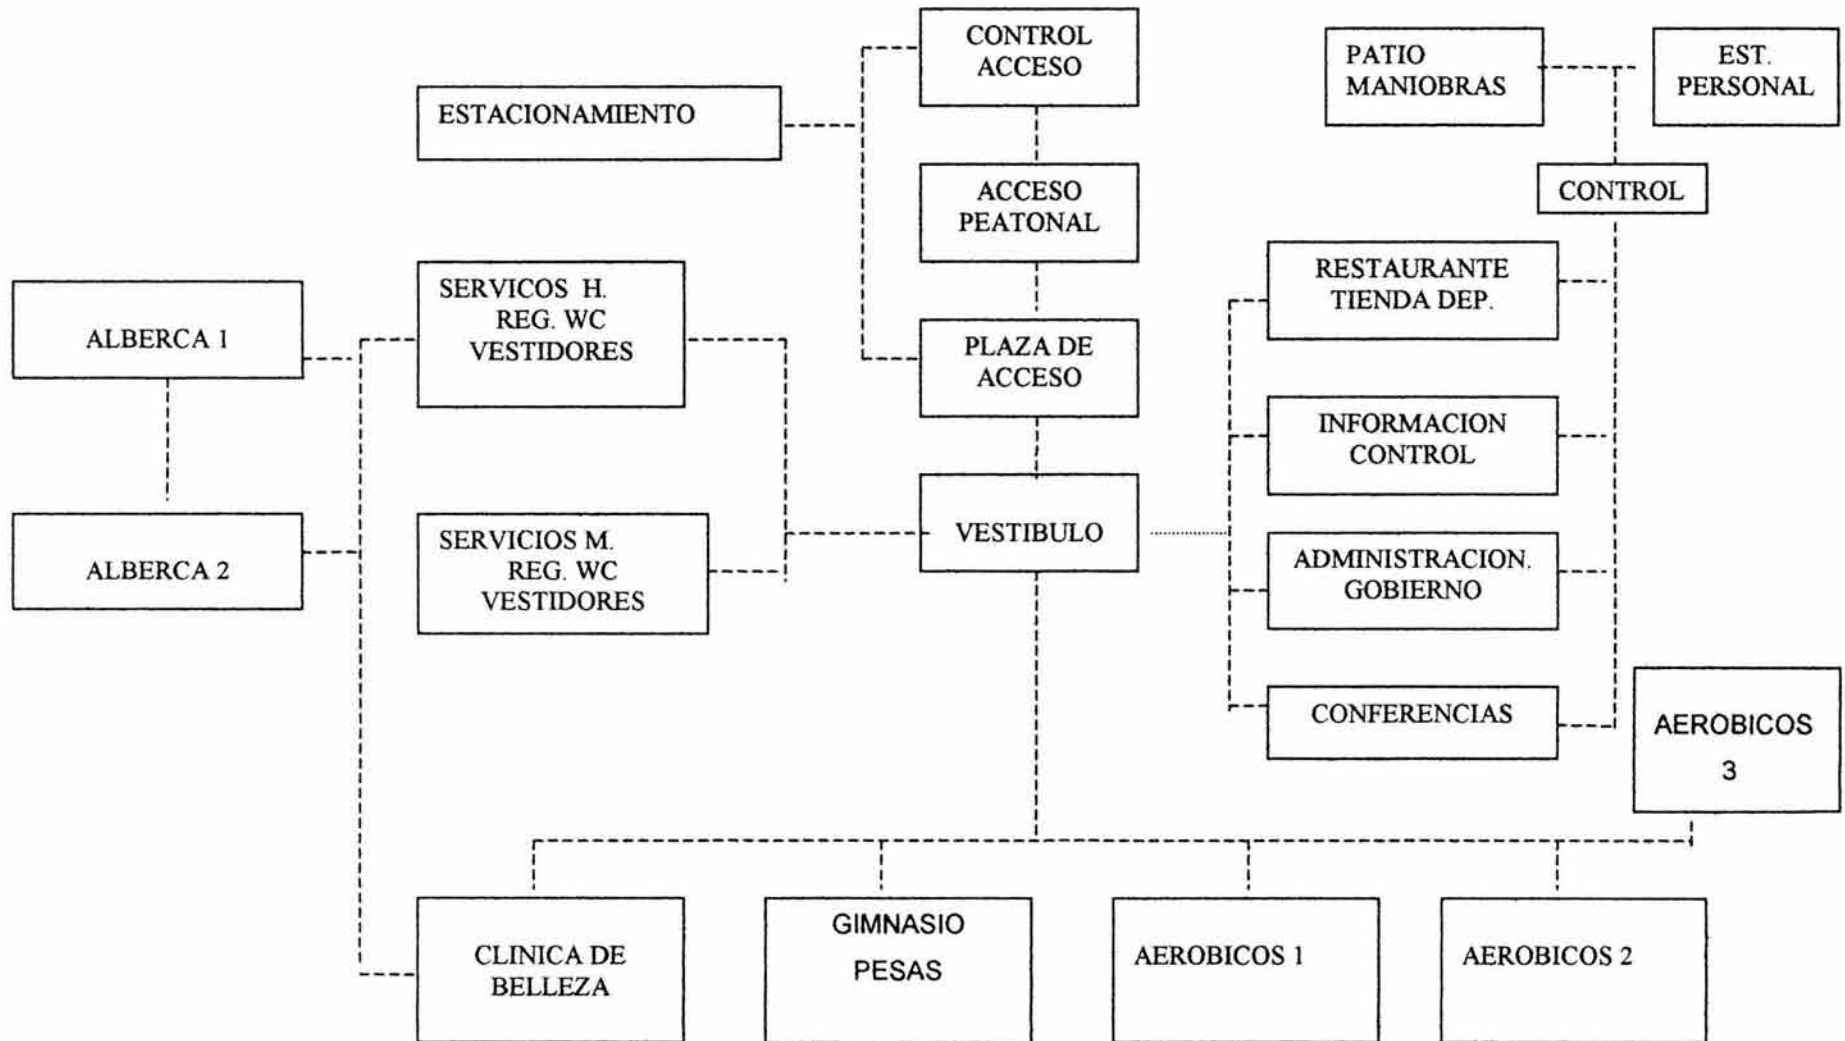 CONTROL
ACCESO
PATIO
MANIOBRAS
EST.
PERSONAL
ESTACIONAMIENTO
ACCESO
PEATONAL
CONTROL
SERVICOS H.
REG. WC
VESTIDORES
RESTAURANTE
TIENDA DEP.
ALBERCA 1
PLAZA DE
ACCESO
INFORMACION
CONTROL
ALBERCA 2
SERVICIOS M.
REG. WC
VESTIDORES
VESTIBULO
ADMINISTRACION.
GOBIERNO
CONFERENCIAS
AEROBICOS
3
CLINICA DE
BELLEZA
GIMNASIO
PESAS
AEROBICOS 1
AEROBICOS 2